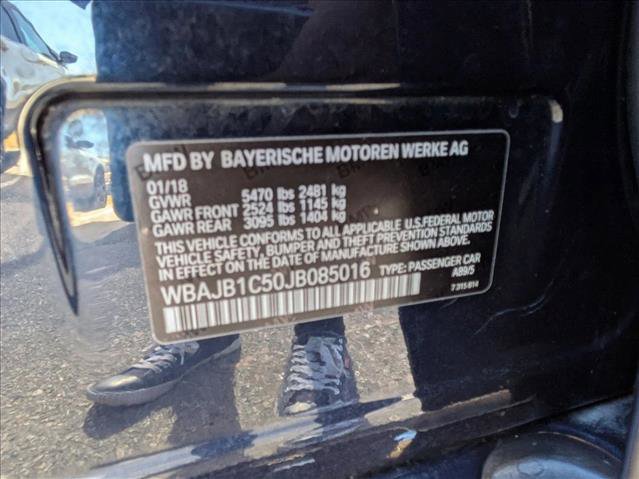 MFD BY BAYERISCHE MOTOREN WERKE AG
01/18
GVWR 5470 lbs 2481 kg
GAWR FRONT 2524 lbs 1145 kg
GAWR REAR 3095 lbs 1404 kg
THIS VEHICLE CONFORMS TO ALL APPLICABLE U.S. FEDERAL MOTOR
VEHICLE SAFETY, BUMPER AND THEFT PREVENTION STANDARDS
IN EFFECT ON THE DATE OF MANUFACTURE SHOWN ABOVE.
WBAJB1C50JB085016 TYPE: PASSENGER CAR
A89/5
7 315-814